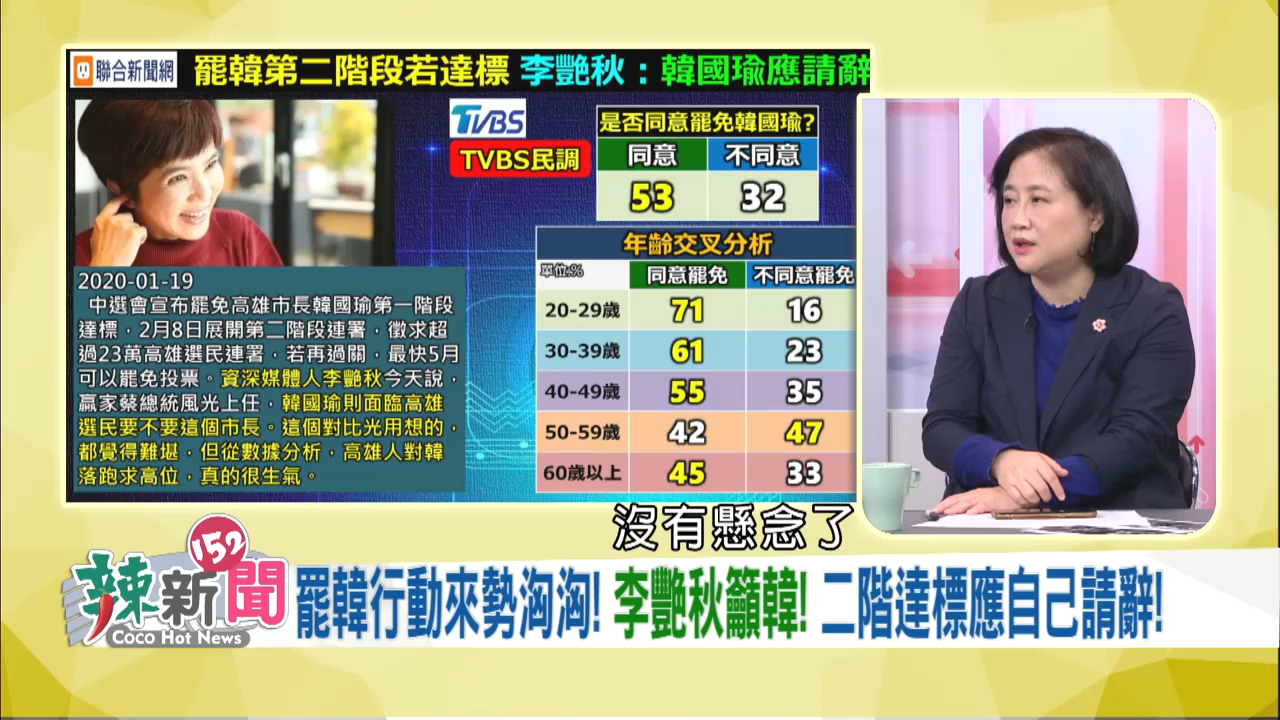 聯合新聞網
罷韓第二階段若達標 李艷秋：韓國瑜應請辭
TVBS
TVBS民調
是否同意罷免韓國瑜?
同意 不同意
53 32
年齡交叉分析
單位:% 同意罷免 不同意罷免
20-29歲 71 16
30-39歲 61 23
40-49歲 55 35
50-59歲 42 47
60歲以上 45 33
2020-01-19
中選會宣布罷免高雄市長韓國瑜第一階段
達標，2月8日展開第二階段連署，徵求超
過23萬高雄選民連署，若再過關，最快5月
可以罷免投票。資深媒體人李艷秋今天說，
贏家蔡總統風光上任，韓國瑜則面臨高雄
選民要不要這個市長。這個對比光用想的，
都覺得難堪，但從數據分析，高雄人對韓
落跑求高位，真的很生氣。
沒有懸念了
152
辣新聞
Coco Hot News
罷韓行動來勢洶洶! 李艷秋籲韓! 二階達標應自己請辭!